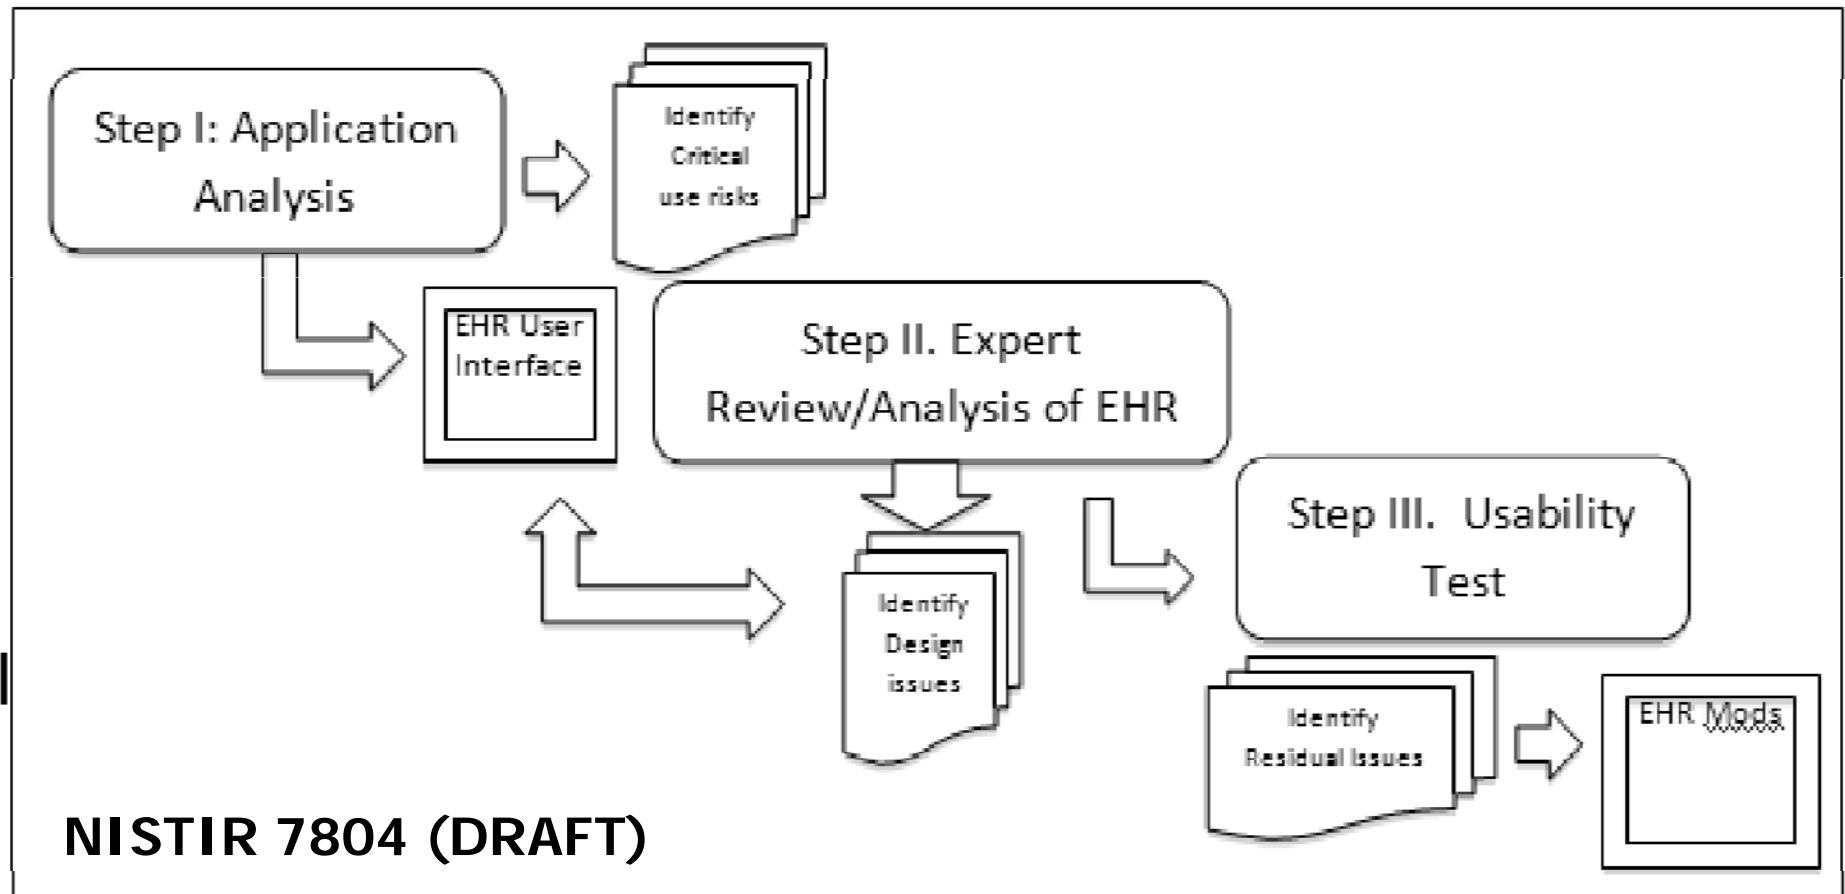 Step I: Application
Analysis
Identify
Critical
use risks
EHR User
Interface
Step II. Expert
Review/Analysis of EHR
Identify
Design
issues
Step III. Usability
Test
Identify
Residual Issues
EHR Mods
NISTIR 7804 (DRAFT)